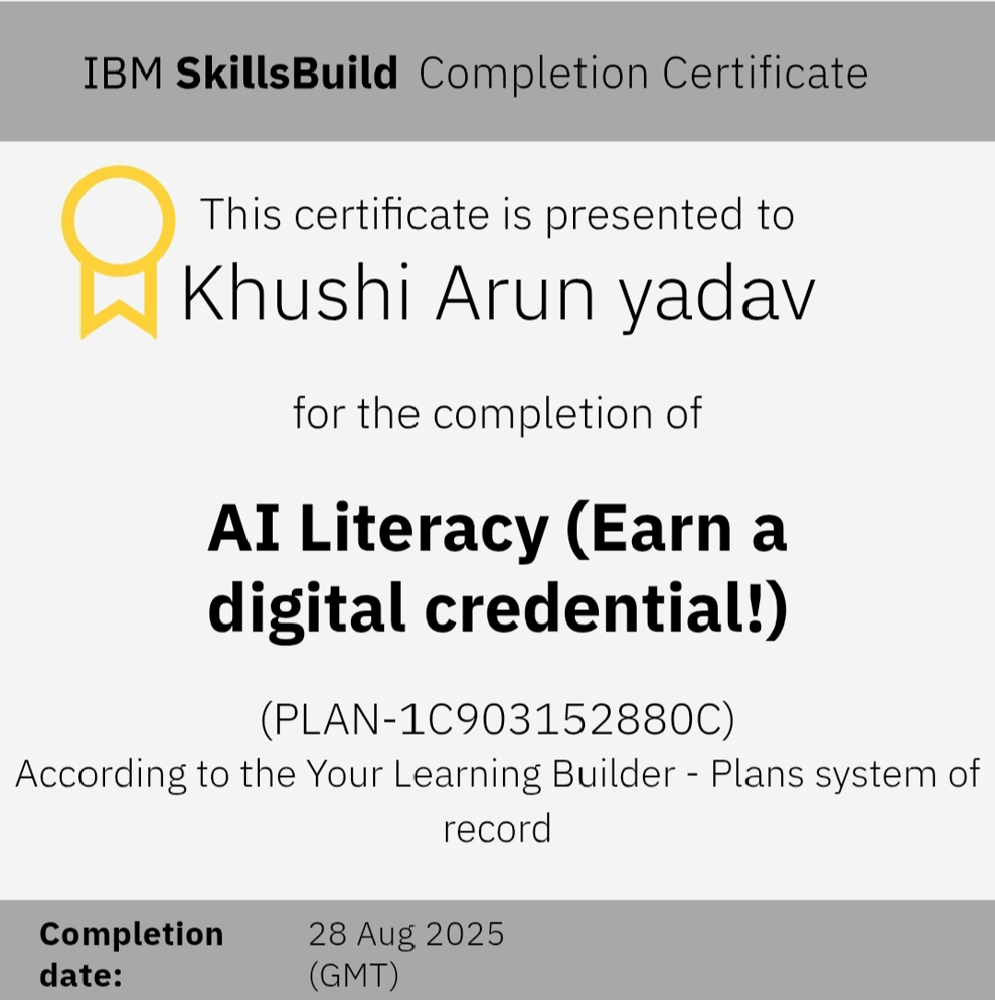 IBM SkillsBuild Completion Certificate
This certificate is presented to
Khushi Arun yadav
for the completion of
AI Literacy (Earn a
digital credential!)
(PLAN-1C903152880C)
According to the Your Learning Builder - Plans system of
record
Completion date: 28 Aug 2025 (GMT)